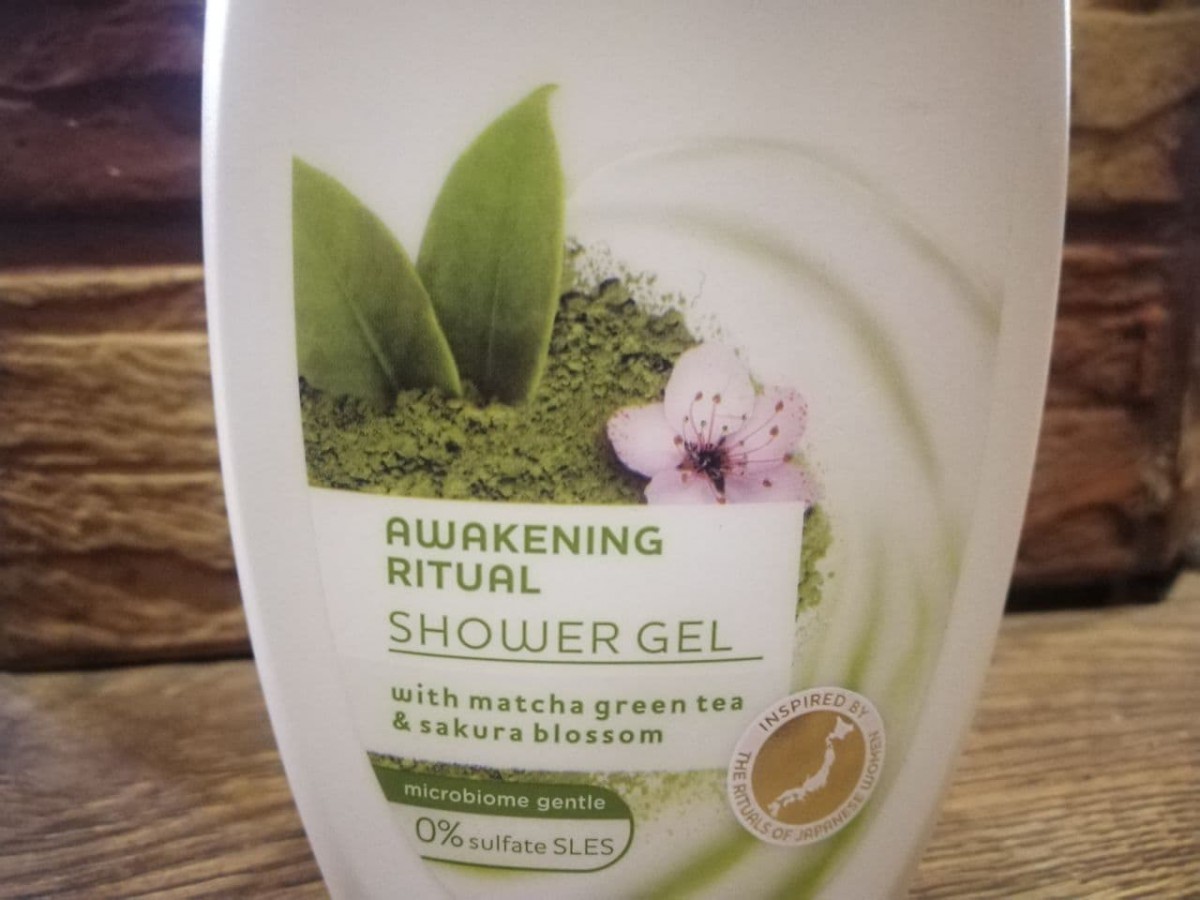 AWAKENING
RITUAL
SHOWER GEL
with matcha green tea
& sakura blossom
microbiome gentle
0% sulfate SLES
INSPIRED BY
THE RITUALS OF JAPANESE WOMEN